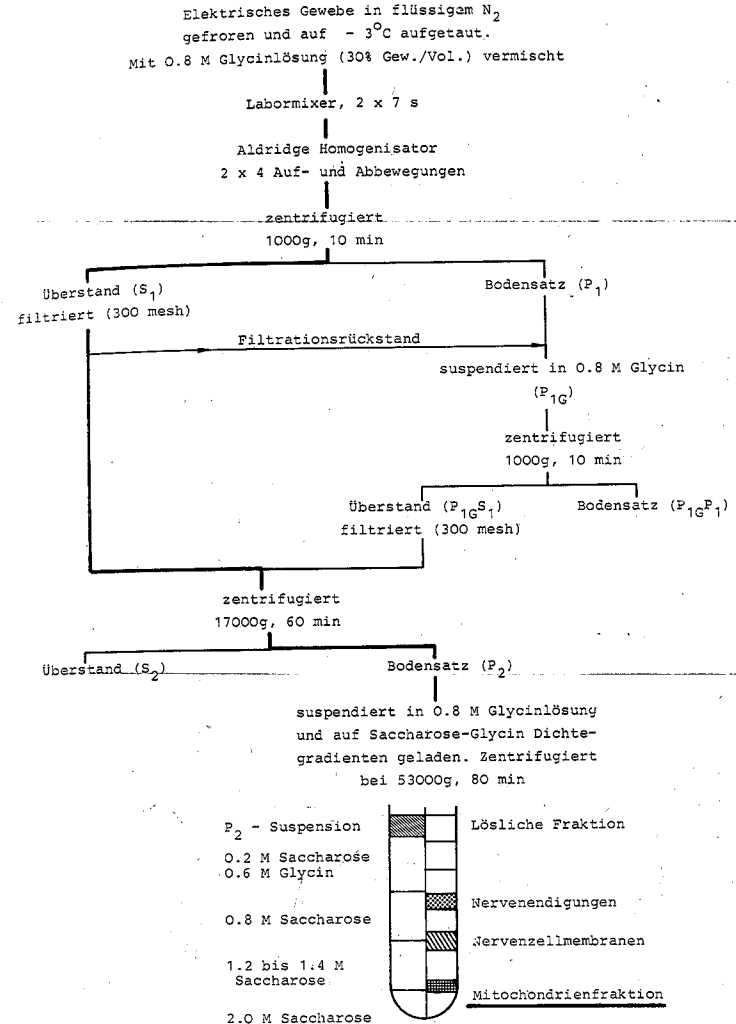 Elektrisches Gewebe in flüssigem N2
gefroren und auf - 3°C aufgetaut.
Mit 0.8 M Glycinlösung (30% Gew./Vol.) vermischt
Labormixer, 2 x 7 s
Aldridge Homogenisator
2 x 4 Auf- und Abbewegungen
zentrifugiert
1000g, 10 min
Überstand (S1)
filtriert (300 mesh)
Bodensatz (P1)
Filtrationsrückstand
suspendiert in 0.8 M Glycin
(P1G)
zentrifugiert
1000g, 10 min
Überstand (P1GS1)
filtriert (300 mesh)
Bodensatz (P1GP1)
zentrifugiert
17000g, 60 min
Überstand (S2)
Bodensatz (P2)
suspendiert in 0.8 M Glycinlösung
und auf Saccharose-Glycin Dichte-
gradienten geladen. Zentrifugiert
bei 53000g, 80 min
P2 - Suspension
Lösliche Fraktion
0.2 M Saccharose
0.6 M Glycin
Nervenendigungen
0.8 M Saccharose
Nervenzellmembranen
1.2 bis 1.4 M
Saccharose
Mitochondrienfraktion
2.0 M Saccharose